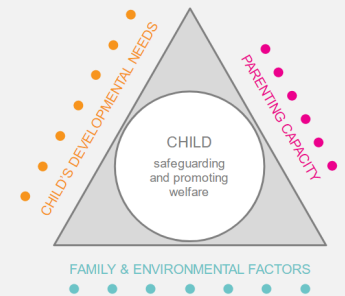 CHILD'S DEVELOPMENTAL NEEDS
PARENTING CAPACITY
CHILD
safeguarding
and promoting
welfare
FAMILY & ENVIRONMENTAL FACTORS